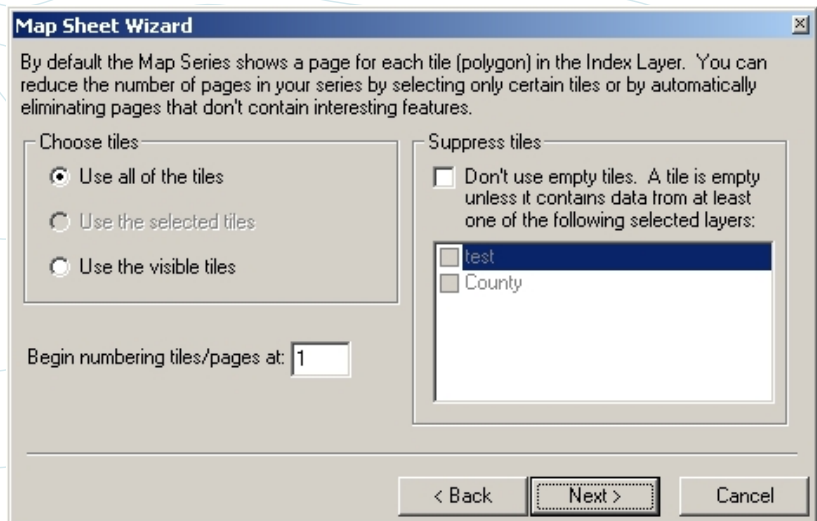 Map Sheet Wizard
By default the Map Series shows a page for each tile (polygon) in the Index Layer. You can
reduce the number of pages in your series by selecting only certain tiles or by automatically
eliminating pages that don't contain interesting features.
Choose tiles
Use all of the tiles
Use the selected tiles
Use the visible tiles
Begin numbering tiles/pages at: 1
Suppress tiles
Don't use empty tiles. A tile is empty
unless it contains data from at least
one of the following selected layers:
test
County
< Back
Next >
Cancel